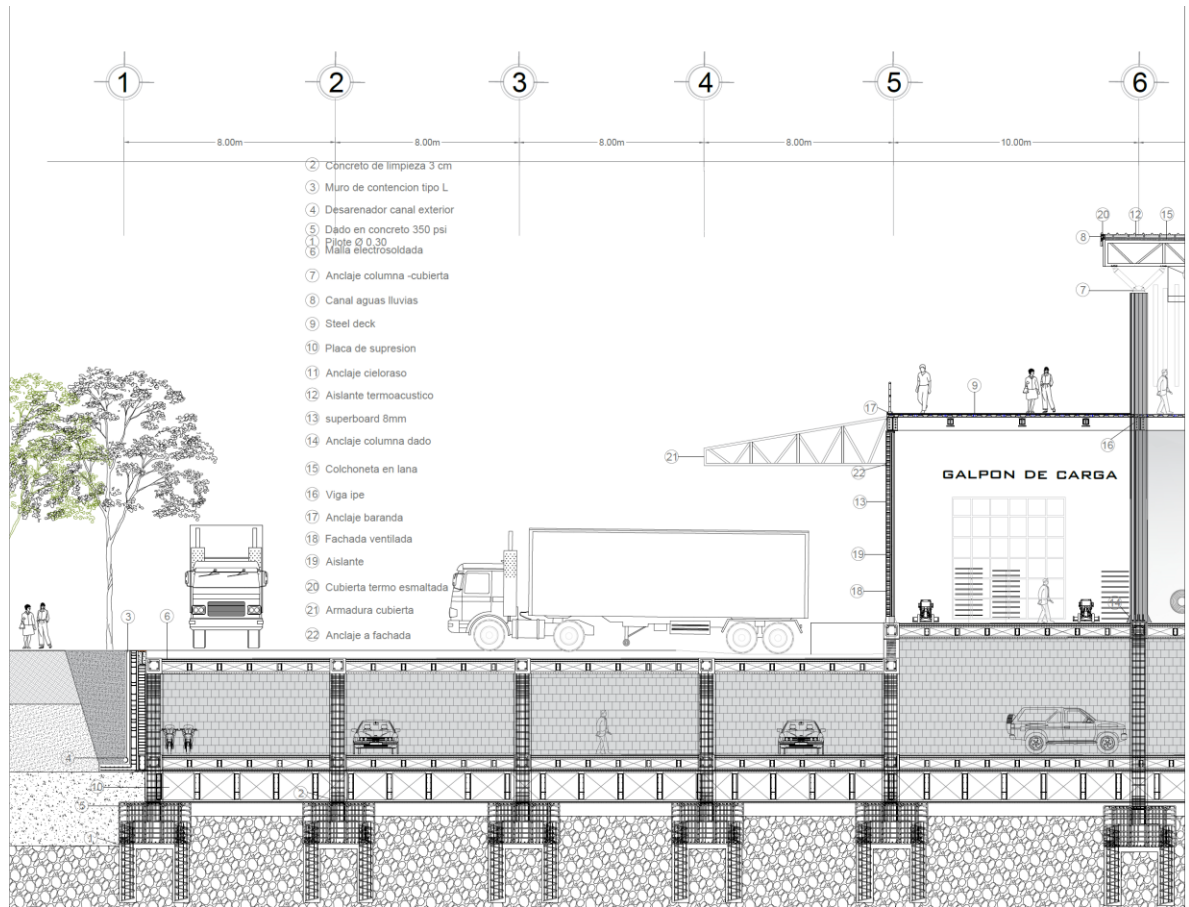 1 2 3 4 5 6
8.00m 8.00m 8.00m 8.00m 10.00m
2 Concreto de limpieza 3 cm
3 Muro de contencion tipo L
4 Desarenador canal exterior
5 Dado en concreto 350 psi
1 Pilote Ø 0.30
6 Malla electrosoldada
7 Anclaje columna -cubierta
8 Canal aguas lluvias
9 Steel deck
10 Placa de supresion
11 Anclaje cieloraso
12 Aislante termoacustico
13 superboard 8mm
14 Anclaje columna dado
15 Colchoneta en lana
16 Viga ipe
17 Anclaje baranda
18 Fachada ventilada
19 Aislante
20 Cubierta termo esmaltada
21 Armadura cubierta
22 Anclaje a fachada
20 12 15
8
7
9
17
16
21
22
GALPON DE CARGA
13
19
18
14
3 6
4
10 2
5
1